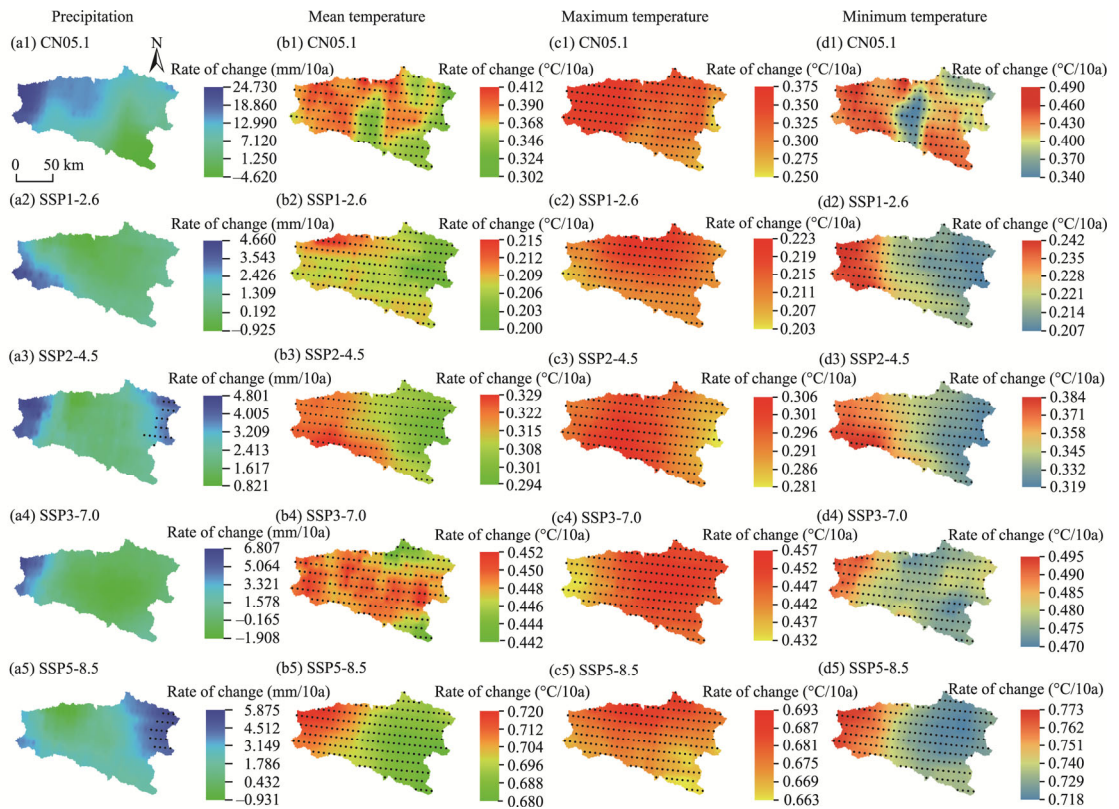 Precipitation
Mean temperature
Maximum temperature
Minimum temperature
(a1) CN05.1
N
Rate of change (mm/10a)
24.730
18.860
12.990
7.120
1.250
−4.620
0 50 km
(b1) CN05.1
Rate of change (°C/10a)
0.412
0.390
0.368
0.346
0.324
0.302
(c1) CN05.1
Rate of change (°C/10a)
0.375
0.350
0.325
0.300
0.275
0.250
(d1) CN05.1
Rate of change (°C/10a)
0.490
0.460
0.430
0.400
0.370
0.340
(a2) SSP1-2.6
Rate of change (mm/10a)
4.660
3.543
2.426
1.309
0.192
−0.925
(b2) SSP1-2.6
Rate of change (°C/10a)
0.215
0.212
0.209
0.206
0.203
0.200
(c2) SSP1-2.6
Rate of change (°C/10a)
0.223
0.219
0.215
0.211
0.207
0.203
(d2) SSP1-2.6
Rate of change (°C/10a)
0.242
0.235
0.228
0.221
0.214
0.207
(a3) SSP2-4.5
Rate of change (mm/10a)
4.801
4.005
3.209
2.413
1.617
0.821
(b3) SSP2-4.5
Rate of change (°C/10a)
0.329
0.322
0.315
0.308
0.301
0.294
(c3) SSP2-4.5
Rate of change (°C/10a)
0.306
0.301
0.296
0.291
0.286
0.281
(d3) SSP2-4.5
Rate of change (°C/10a)
0.384
0.371
0.358
0.345
0.332
0.319
(a4) SSP3-7.0
Rate of change (mm/10a)
6.807
5.064
3.321
1.578
−0.165
−1.908
(b4) SSP3-7.0
Rate of change (°C/10a)
0.452
0.450
0.448
0.446
0.444
0.442
(c4) SSP3-7.0
Rate of change (°C/10a)
0.457
0.452
0.447
0.442
0.437
0.432
(d4) SSP3-7.0
Rate of change (°C/10a)
0.495
0.490
0.485
0.480
0.475
0.470
(a5) SSP5-8.5
Rate of change (mm/10a)
5.875
4.512
3.149
1.786
0.432
−0.931
(b5) SSP5-8.5
Rate of change (°C/10a)
0.720
0.712
0.704
0.696
0.688
0.680
(c5) SSP5-8.5
Rate of change (°C/10a)
0.693
0.687
0.681
0.675
0.669
0.663
(d5) SSP5-8.5
Rate of change (°C/10a)
0.773
0.762
0.751
0.740
0.729
0.718